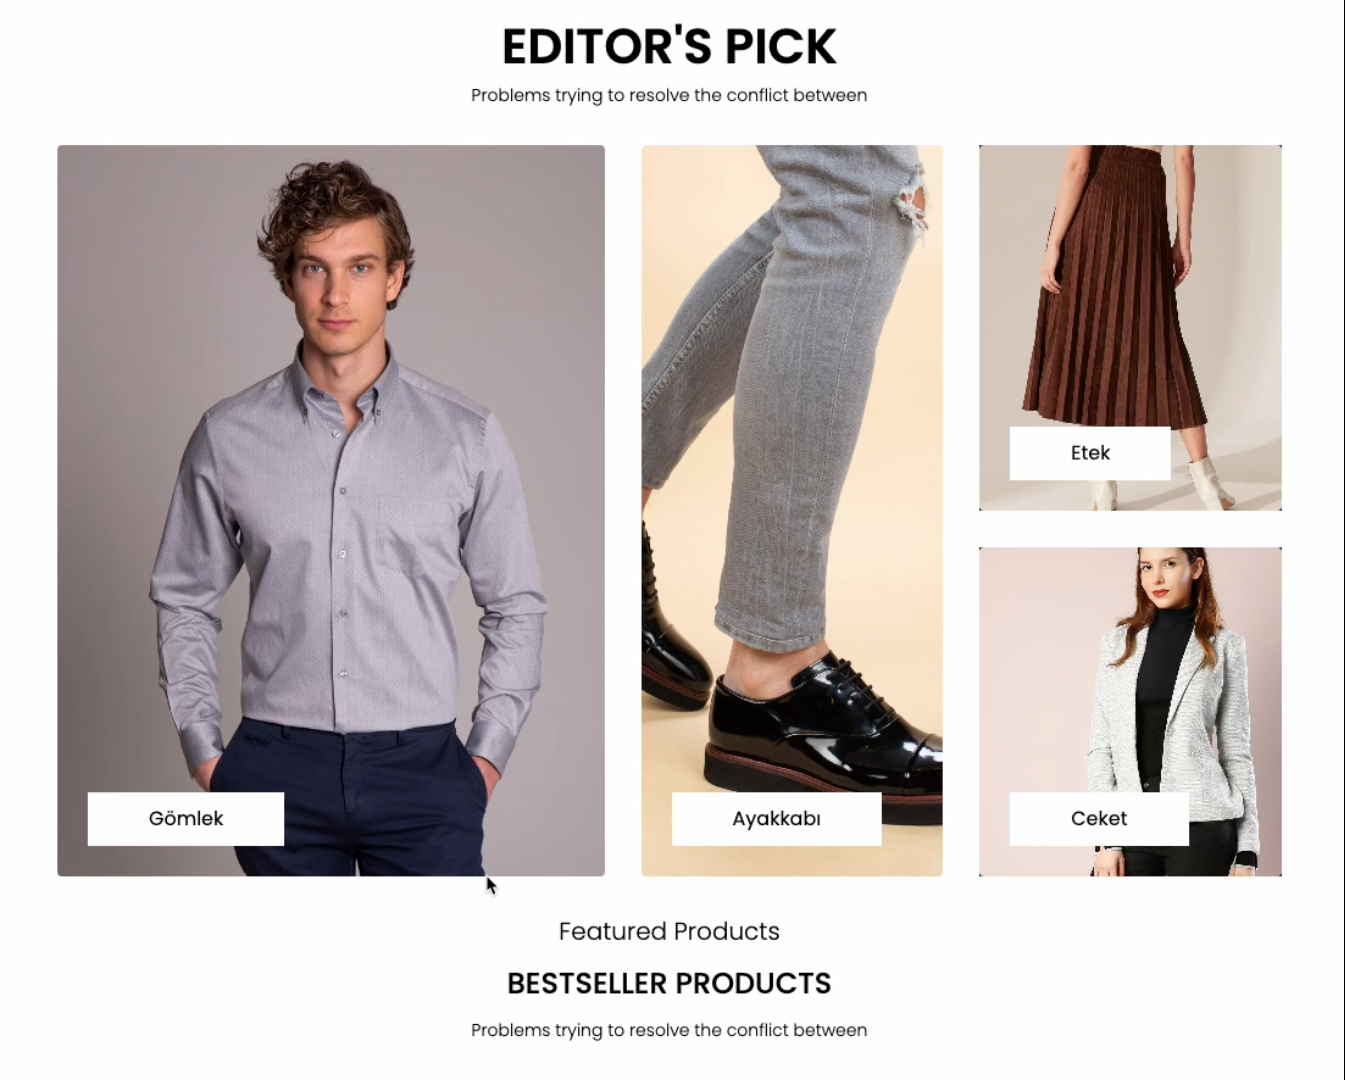 EDITOR'S PICK
Problems trying to resolve the conflict between
Gömlek
Ayakkabı
Etek
Ceket
Featured Products
BESTSELLER PRODUCTS
Problems trying to resolve the conflict between